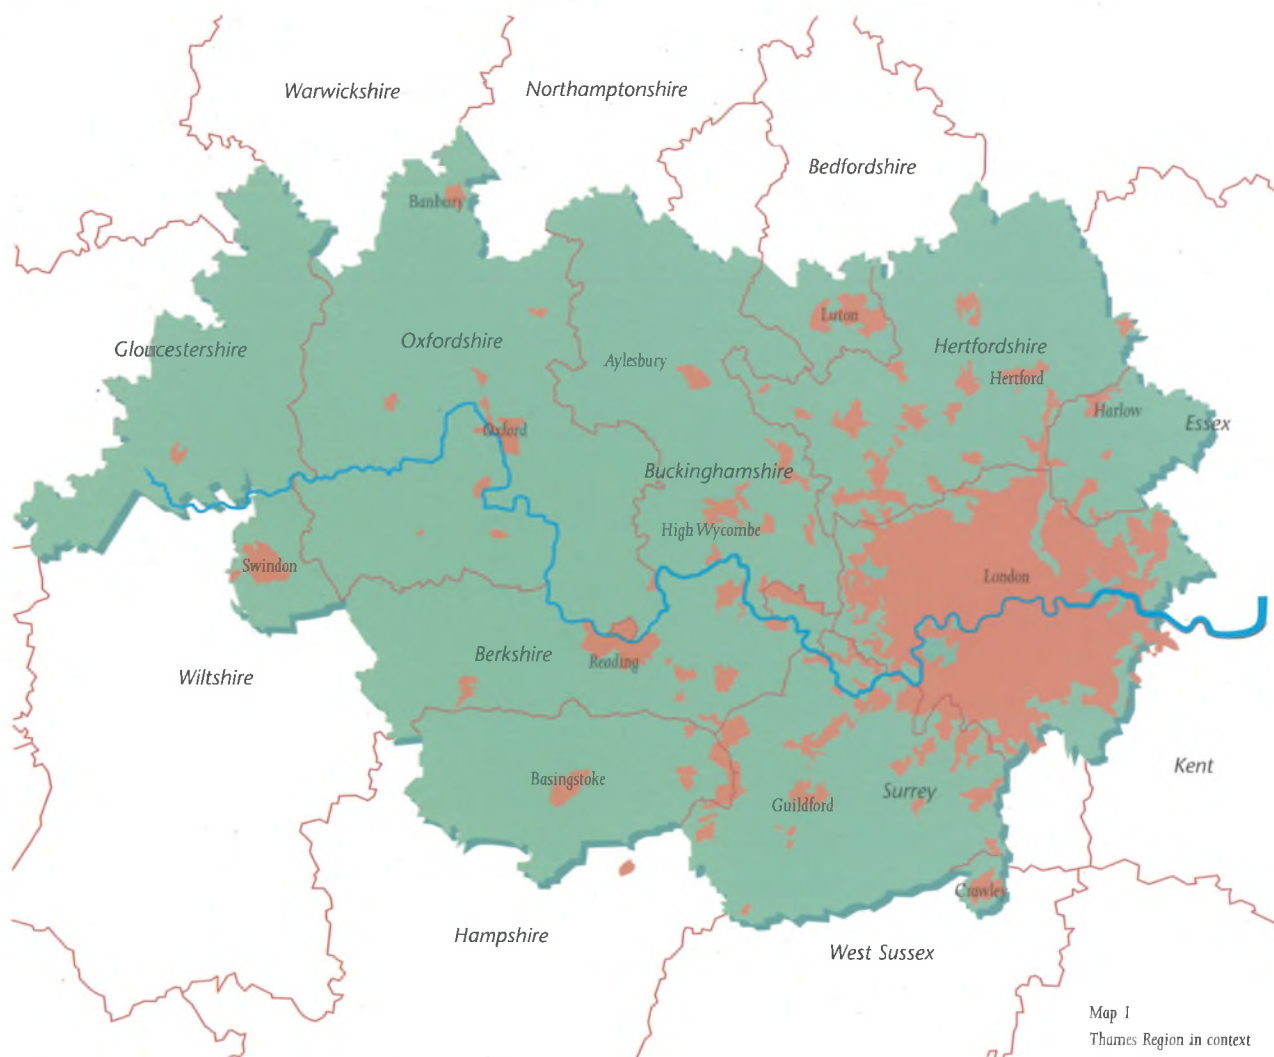 Warwickshire
Northamptonshire
Bedfordshire
Banbury
Gloucestershire
Oxfordshire
Aylesbury
Luton
Hertfordshire
Hertford
Harlow
Essex
Oxford
Buckinghamshire
High Wycombe
Swindon
London
Berkshire
Reading
Wiltshire
Basingstoke
Guildford
Surrey
Kent
Crawley
Hampshire
West Sussex
Map 1
Thames Region in context